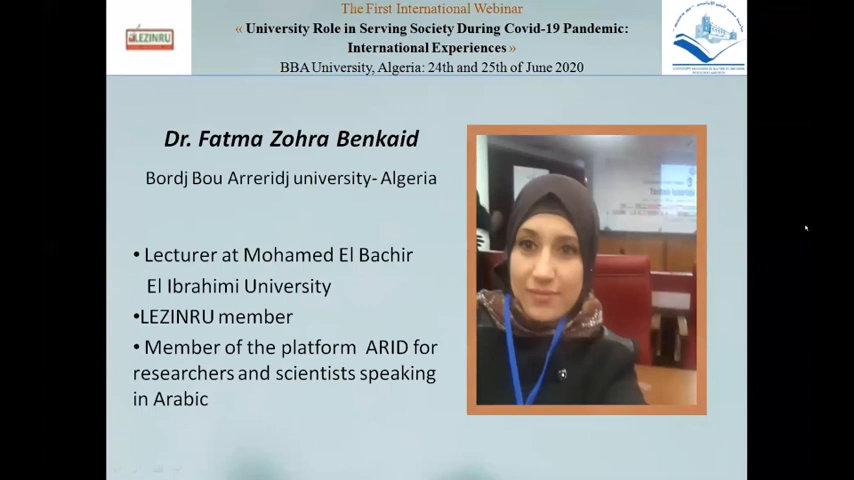 The First International Webinar
« University Role in Serving Society During Covid-19 Pandemic:
International Experiences »
BBA University, Algeria: 24th and 25th of June 2020
LEZINRU
Dr. Fatma Zohra Benkaid
Bordj Bou Arreridj university- Algeria
• Lecturer at Mohamed El Bachir
El Ibrahimi University
•LEZINRU member
• Member of the platform ARID for
researchers and scientists speaking
in Arabic